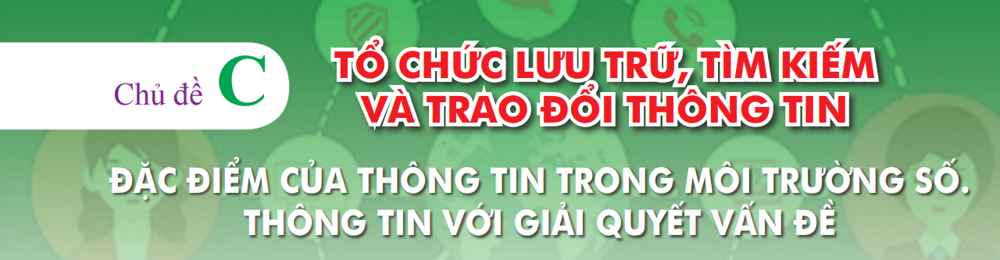 Chủ đề C
TỔ CHỨC LƯU TRỮ, TÌM KIẾM
VÀ TRAO ĐỔI THÔNG TIN
ĐẶC ĐIỂM CỦA THÔNG TIN TRONG MÔI TRƯỜNG SỐ.
THÔNG TIN VỚI GIẢI QUYẾT VẤN ĐỀ